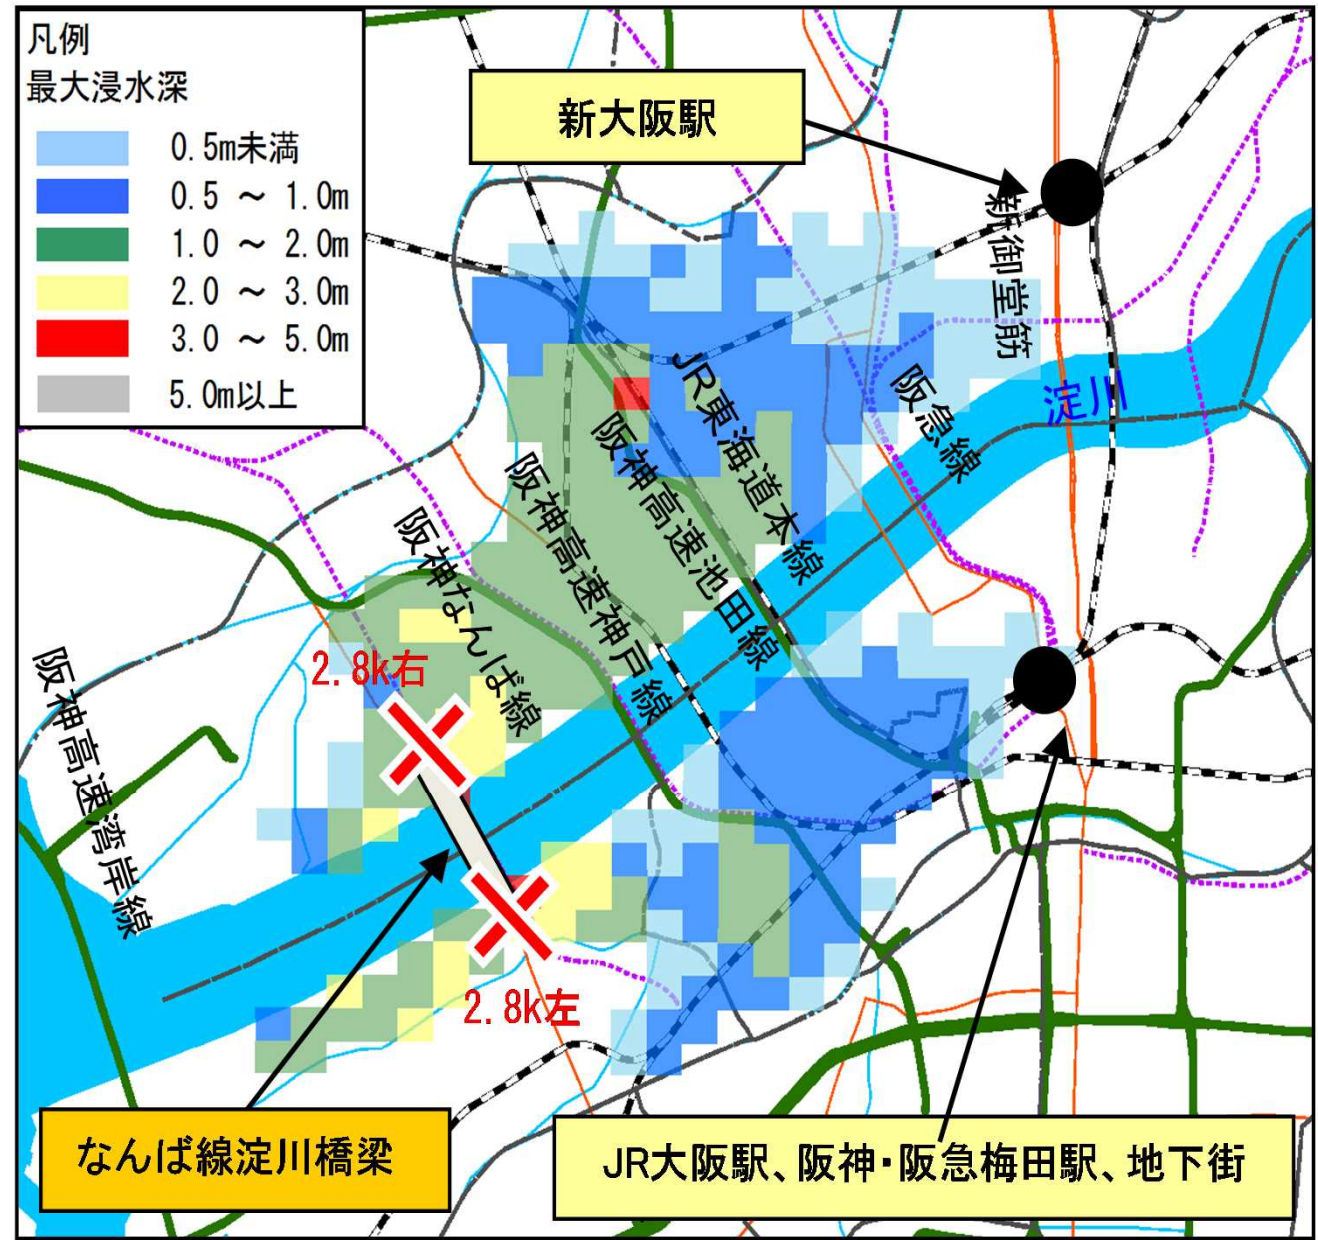 凡例
最大浸水深
0.5m未満
0.5 ～ 1.0m
1.0 ～ 2.0m
2.0 ～ 3.0m
3.0 ～ 5.0m
5.0m以上
新大阪駅
新御堂筋
淀川
阪急線
JR東海道本線
阪神高速池田線
阪神高速神戸線
阪神なんば線
2.8k右
阪神高速湾岸線
2.8k左
なんば線淀川橋梁
JR大阪駅、阪神・阪急梅田駅、地下街